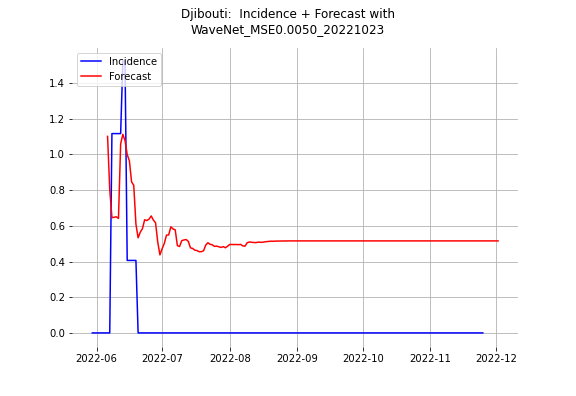 Djibouti:  Incidence + Forecast with
WaveNet_MSE0.0050_20221023
Incidence
Forecast
1.4
1.2
1.0
0.8
0.6
0.4
0.2
0.0
2022-06 2022-07 2022-08 2022-09 2022-10 2022-11 2022-12